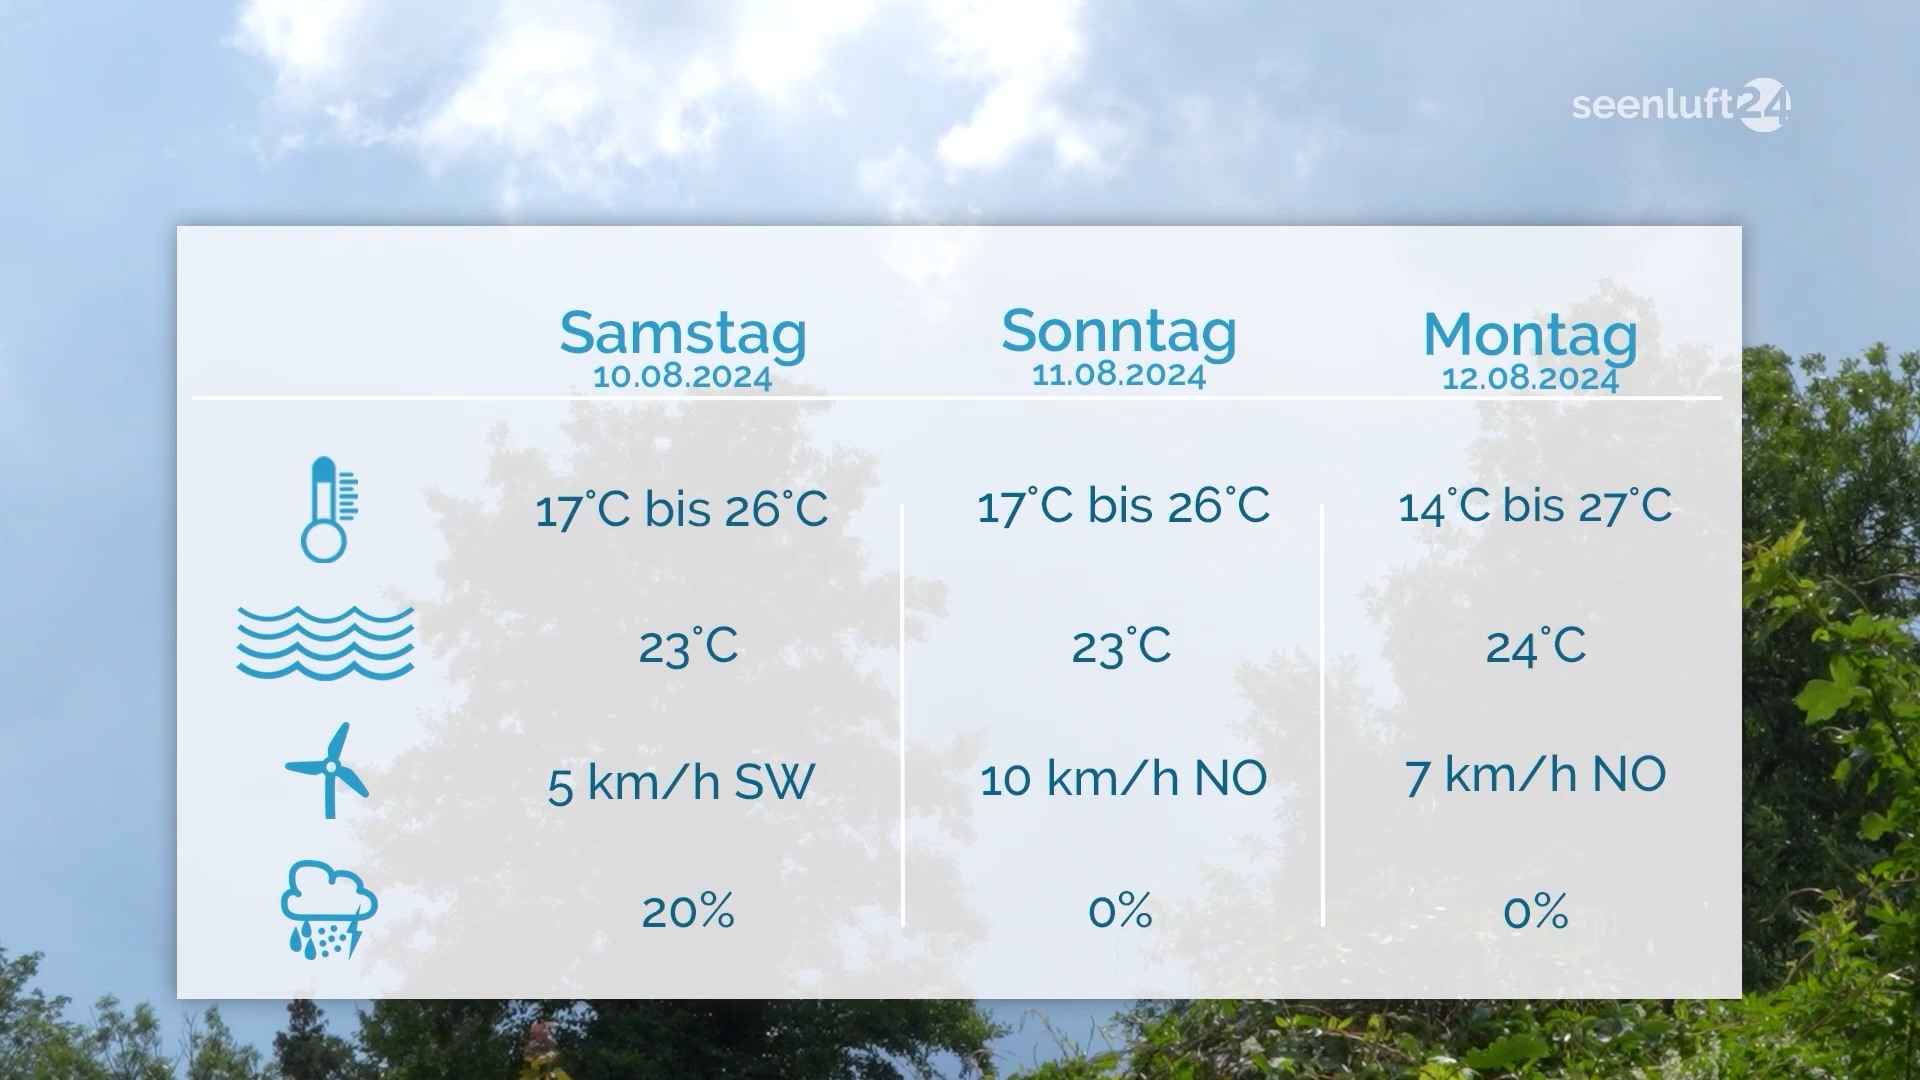 seenluft24
Samstag Sonntag Montag
10.08.2024 11.08.2024 12.08.2024
17°C bis 26°C 17°C bis 26°C 14°C bis 27°C
23°C 23°C 24°C
5 km/h SW 10 km/h NO 7 km/h NO
20% 0% 0%